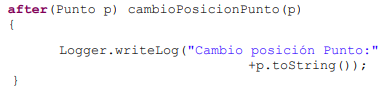 after(Punto p) cambioPosicionPunto(p)
{
Logger.writeLog("Cambio posición Punto:"
+p.toString());
}